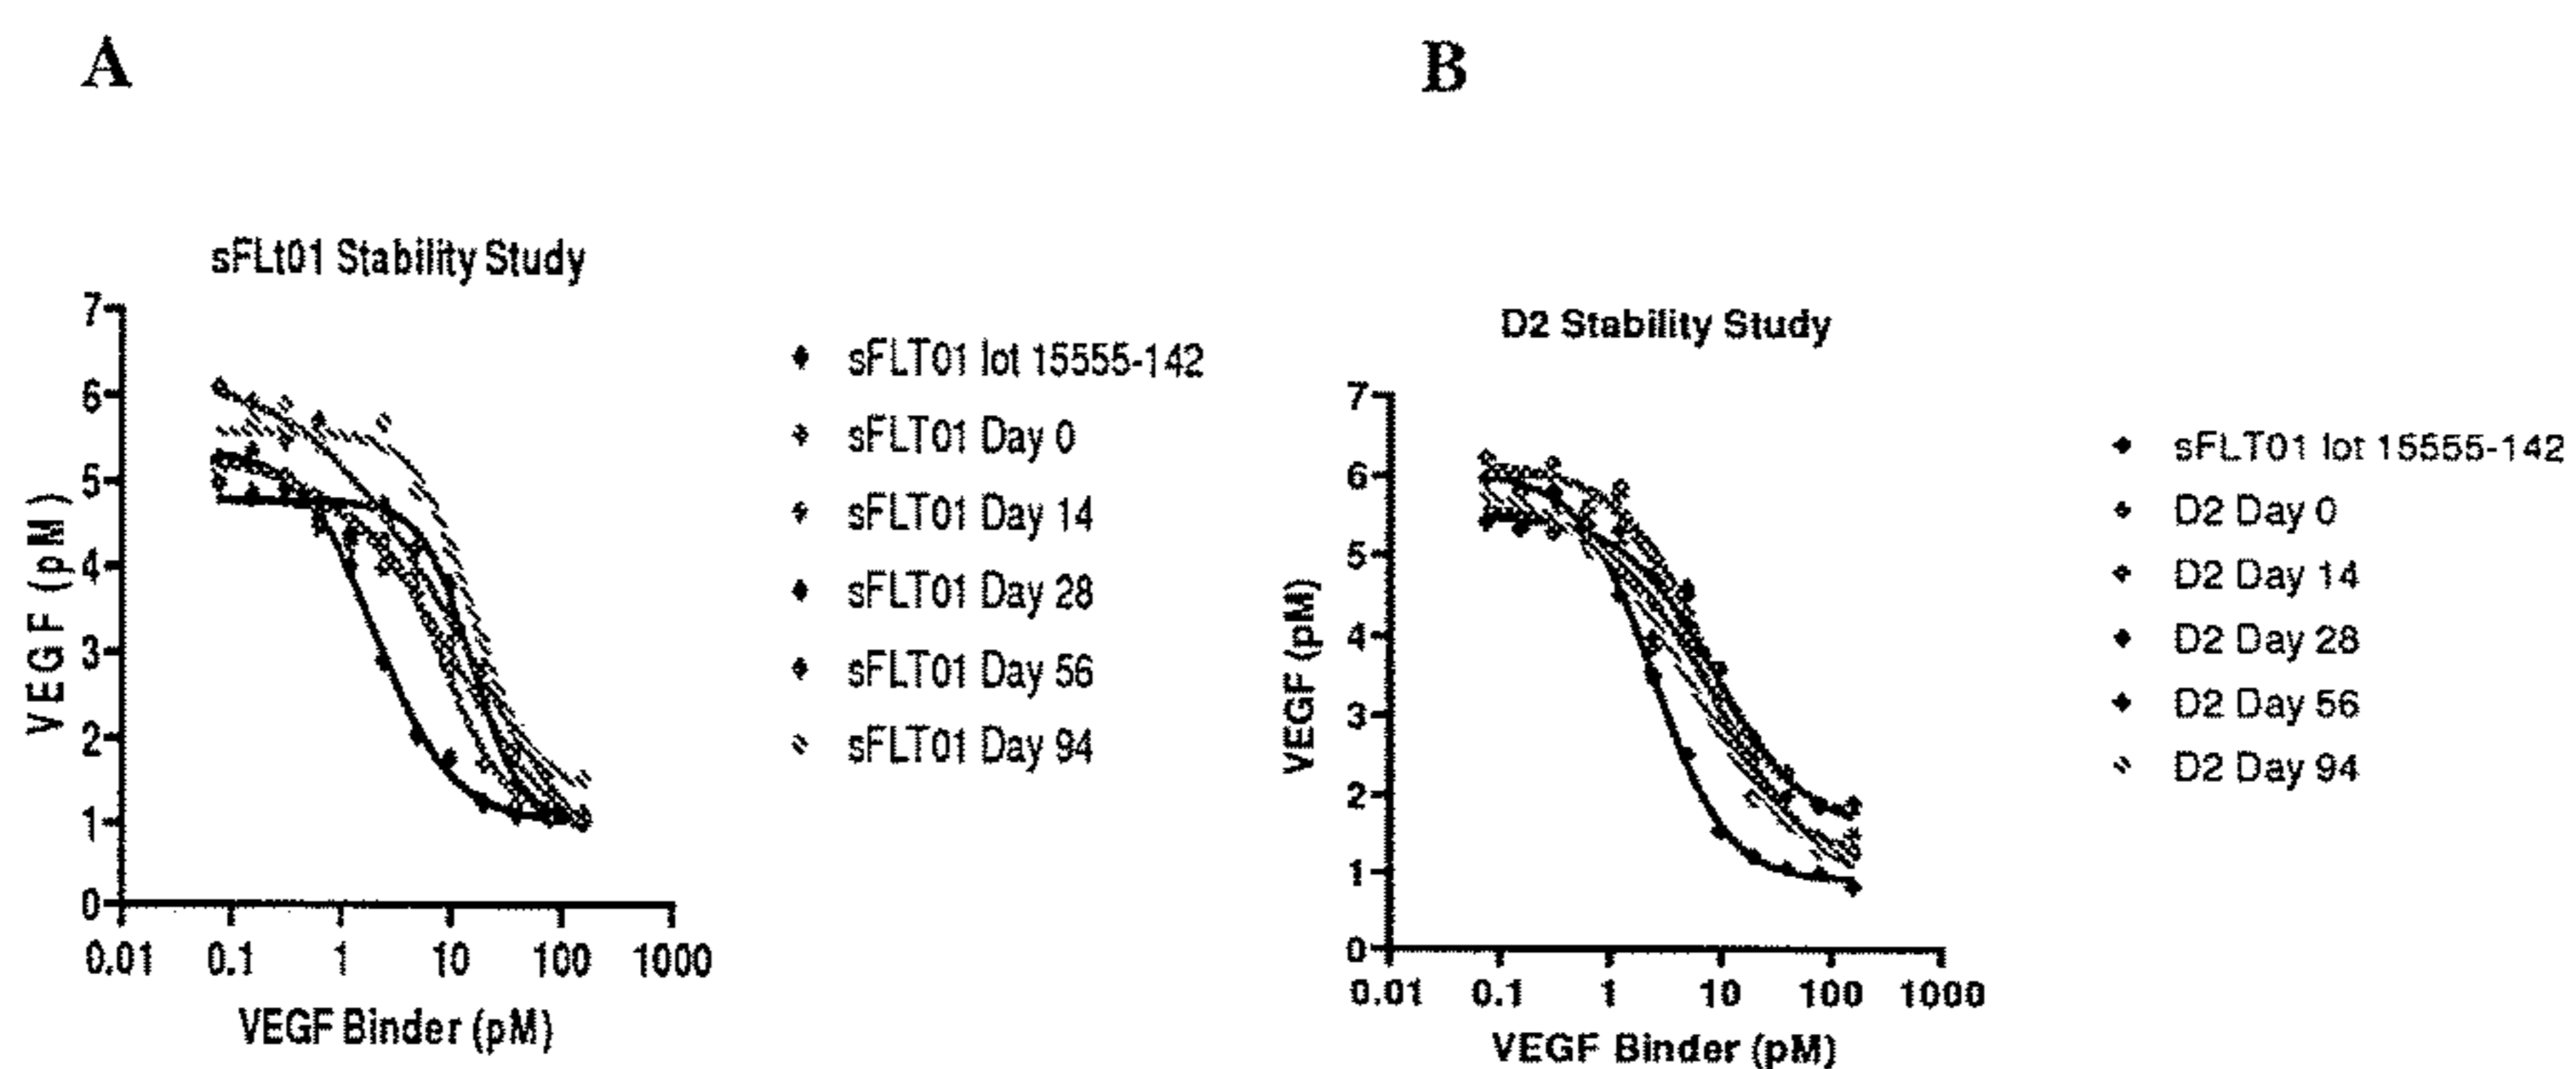 A
B
sFLt01 Stability Study
7
6
5
4
3
2
1
0
VEGF (pM)
0.01 0.1 1 10 100 1000
VEGF Binder (pM)
sFLT01 lot 15555-142
sFLT01 Day 0
sFLT01 Day 14
sFLT01 Day 28
sFLT01 Day 56
sFLT01 Day 94
D2 Stability Study
7
6
5
4
3
2
1
0
VEGF (pM)
0.01 0.1 1 10 100 1000
VEGF Binder (pM)
sFLT01 lot 15555-142
D2 Day 0
D2 Day 14
D2 Day 28
D2 Day 56
D2 Day 94